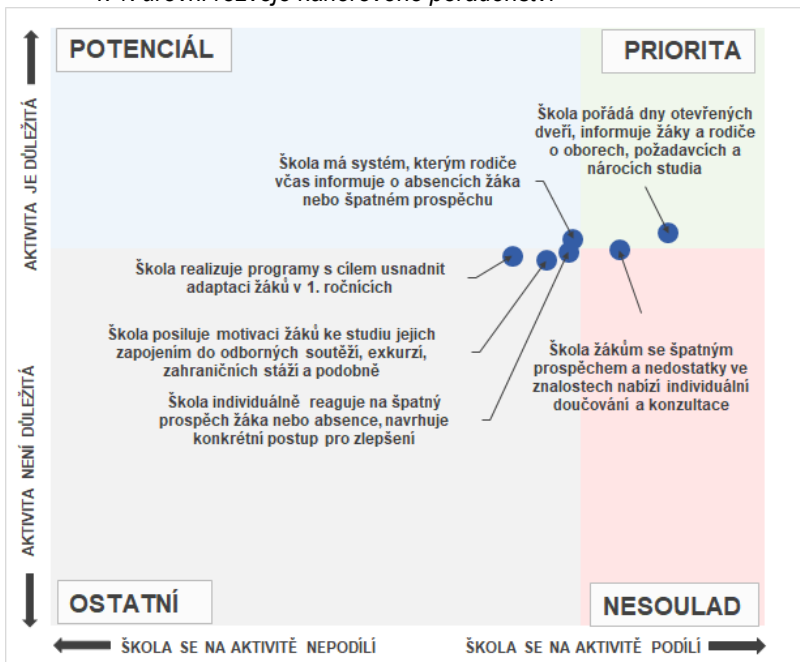 POTENCIÁL
PRIORITA
Škola pořádá dny otevřených
dveří, informuje žáky a rodiče
o oborech, požadavcích a
nárocích studia
Škola má systém, kterým rodiče
včas informuje o absencích žáka
nebo špatném prospěchu
Škola realizuje programy s cílem usnadnit
adaptaci žáků v 1. ročnících
Škola posiluje motivaci žáků ke studiu jejich
zapojením do odborných soutěží, exkurzí,
zahraničních stáží a podobně
Škola individuálně reaguje na špatný
prospěch žáka nebo absence, navrhuje
konkrétní postup pro zlepšení
Škola žákům se špatným
prospěchem a nedostatky ve
znalostech nabízí individuální
doučování a konzultace
AKTIVITA JE DŮLEŽITÁ
AKTIVITA NENÍ DŮLEŽITÁ
OSTATNÍ
NESOULAD
ŠKOLA SE NA AKTIVITĚ NEPODÍLÍ
ŠKOLA SE NA AKTIVITĚ PODÍLÍ